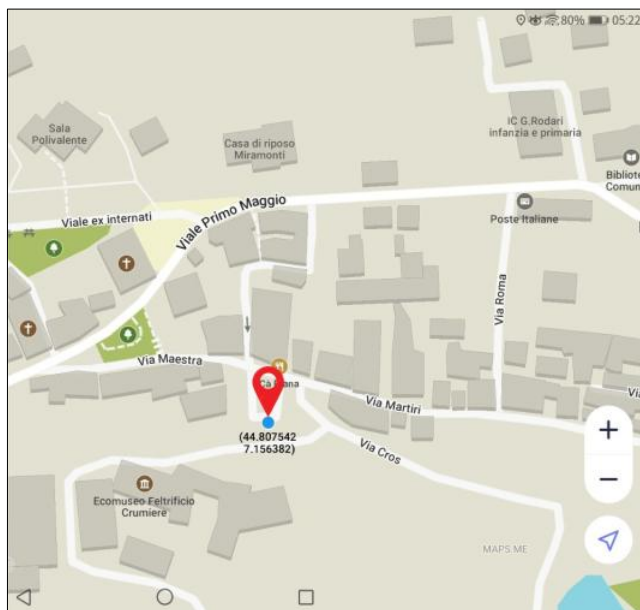 80% 05:22
Sala
Polivalente
Casa di riposo
Miramonti
IC G.Rodari
infanzia e primaria
Viale ex internati
Viale Primo Maggio
Poste Italiane
Via Roma
Via Maestra
Via Martiri
(44.807542
7.156382)
Via Cros
Ecomuseo Feltrificio
Crumiere
MAPS.ME